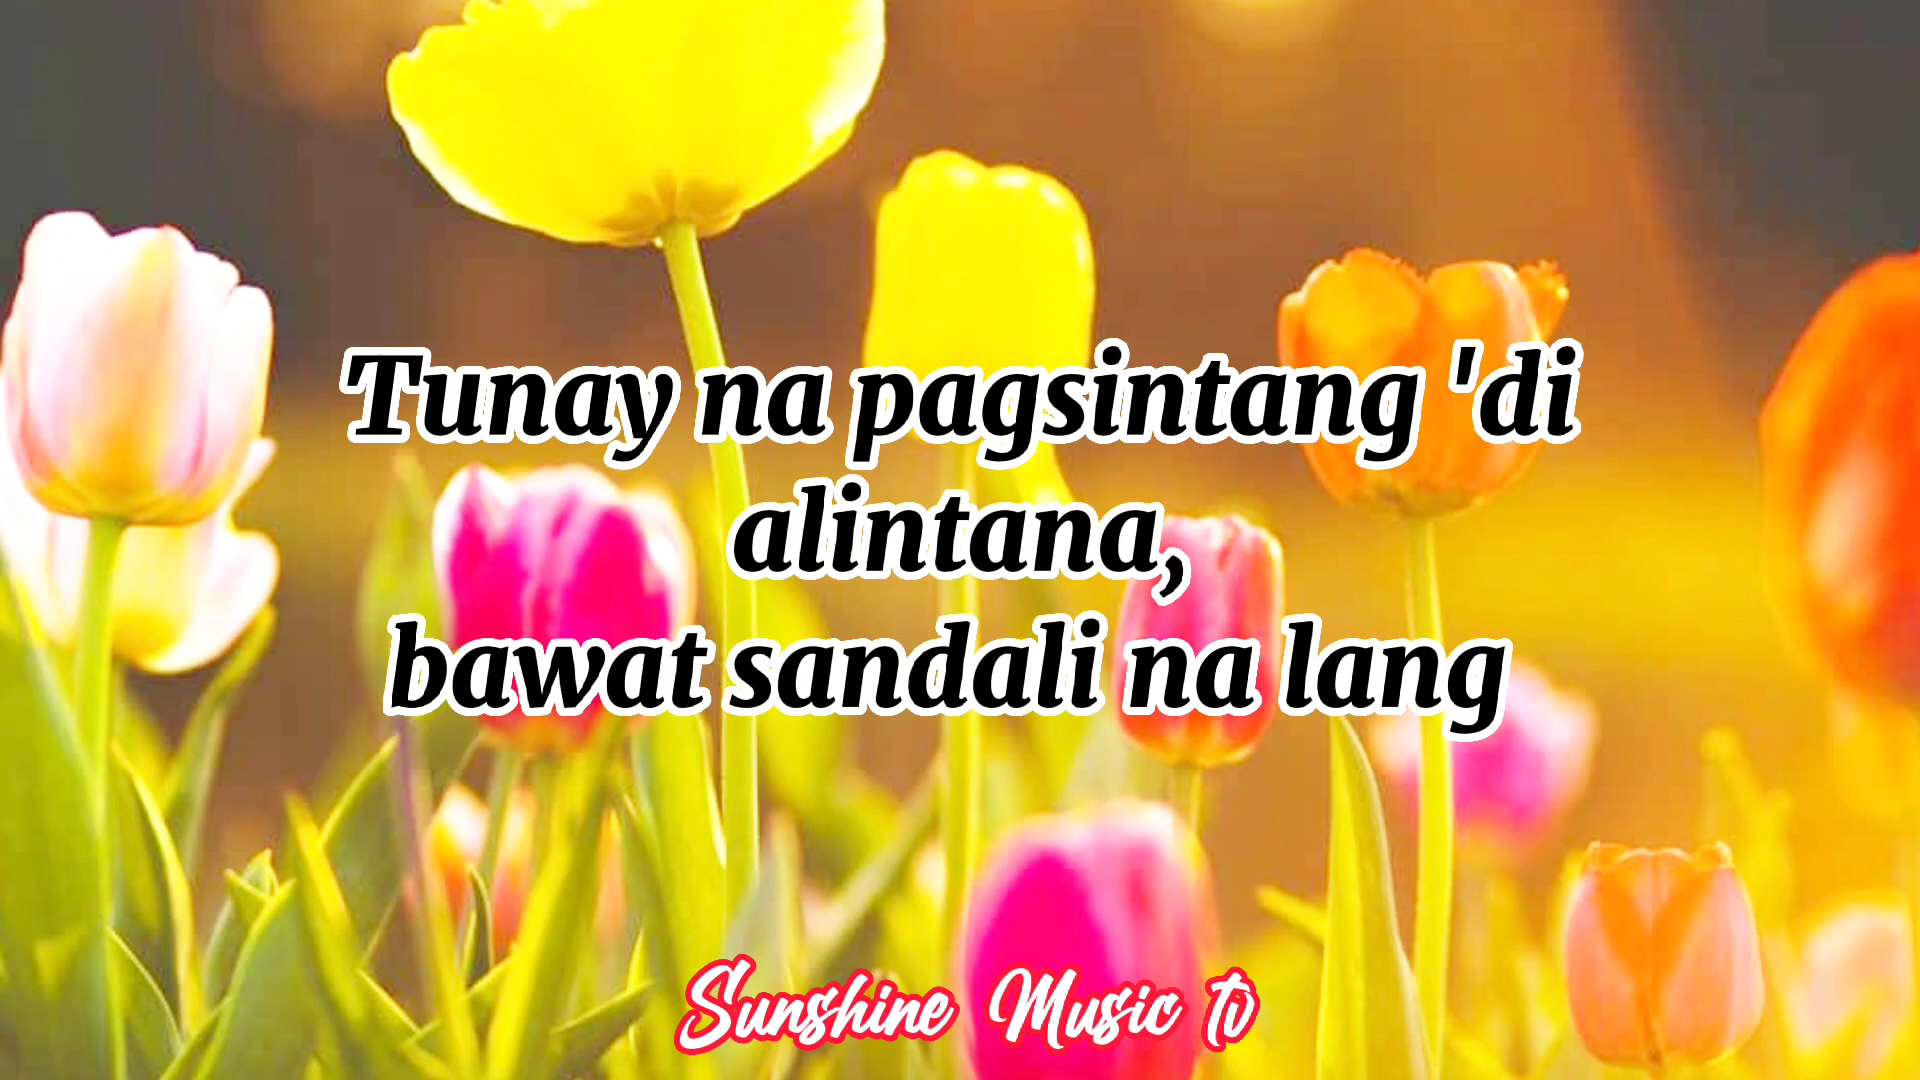 Tunay na pagsintang 'di
alintana,
bawat sandali na lang
Sunshine Music tv